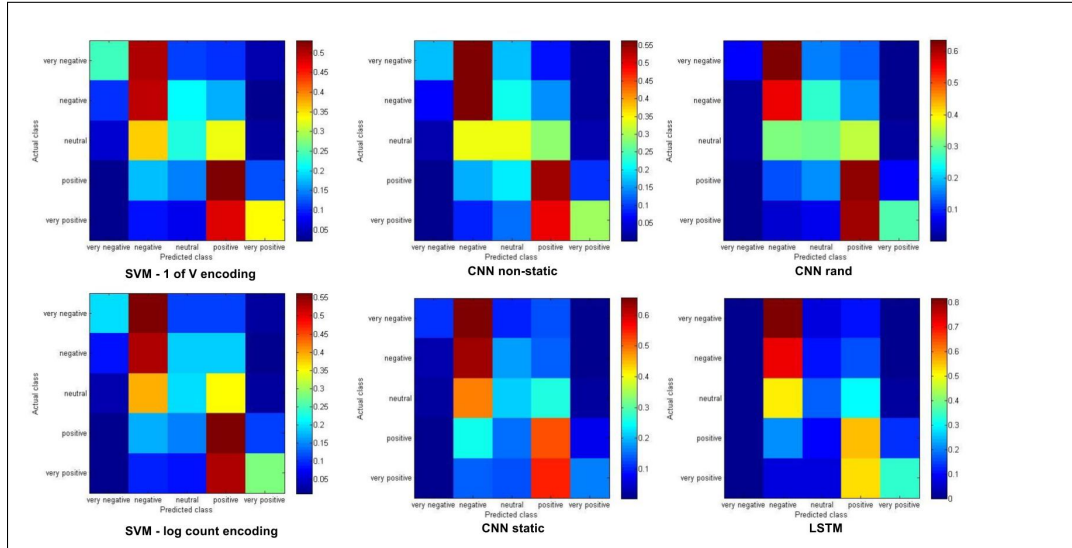 very negative
negative
neutral
positive
very positive
Actual class
very negative negative neutral positive very positive
Predicted class
0.5
0.45
0.4
0.35
0.3
0.25
0.2
0.15
0.1
0.05
SVM - 1 of V encoding
very negative
negative
neutral
positive
very positive
Actual class
very negative negative neutral positive very positive
Predicted class
0.55
0.5
0.45
0.4
0.35
0.3
0.25
0.2
0.15
0.1
0.05
CNN non-static
very negative
negative
neutral
positive
very positive
Actual class
very negative negative neutral positive very positive
Predicted class
0.6
0.5
0.4
0.3
0.2
0.1
CNN rand
very negative
negative
neutral
positive
very positive
Actual class
very negative negative neutral positive very positive
Predicted class
0.55
0.5
0.45
0.4
0.35
0.3
0.25
0.2
0.15
0.1
0.05
SVM - log count encoding
very negative
negative
neutral
positive
very positive
Actual class
very negative negative neutral positive very positive
Predicted class
0.6
0.5
0.4
0.3
0.2
0.1
CNN static
very negative
negative
neutral
positive
very positive
Actual class
very negative negative neutral positive very positive
Predicted class
0.8
0.7
0.6
0.5
0.4
0.3
0.2
0.1
0
LSTM